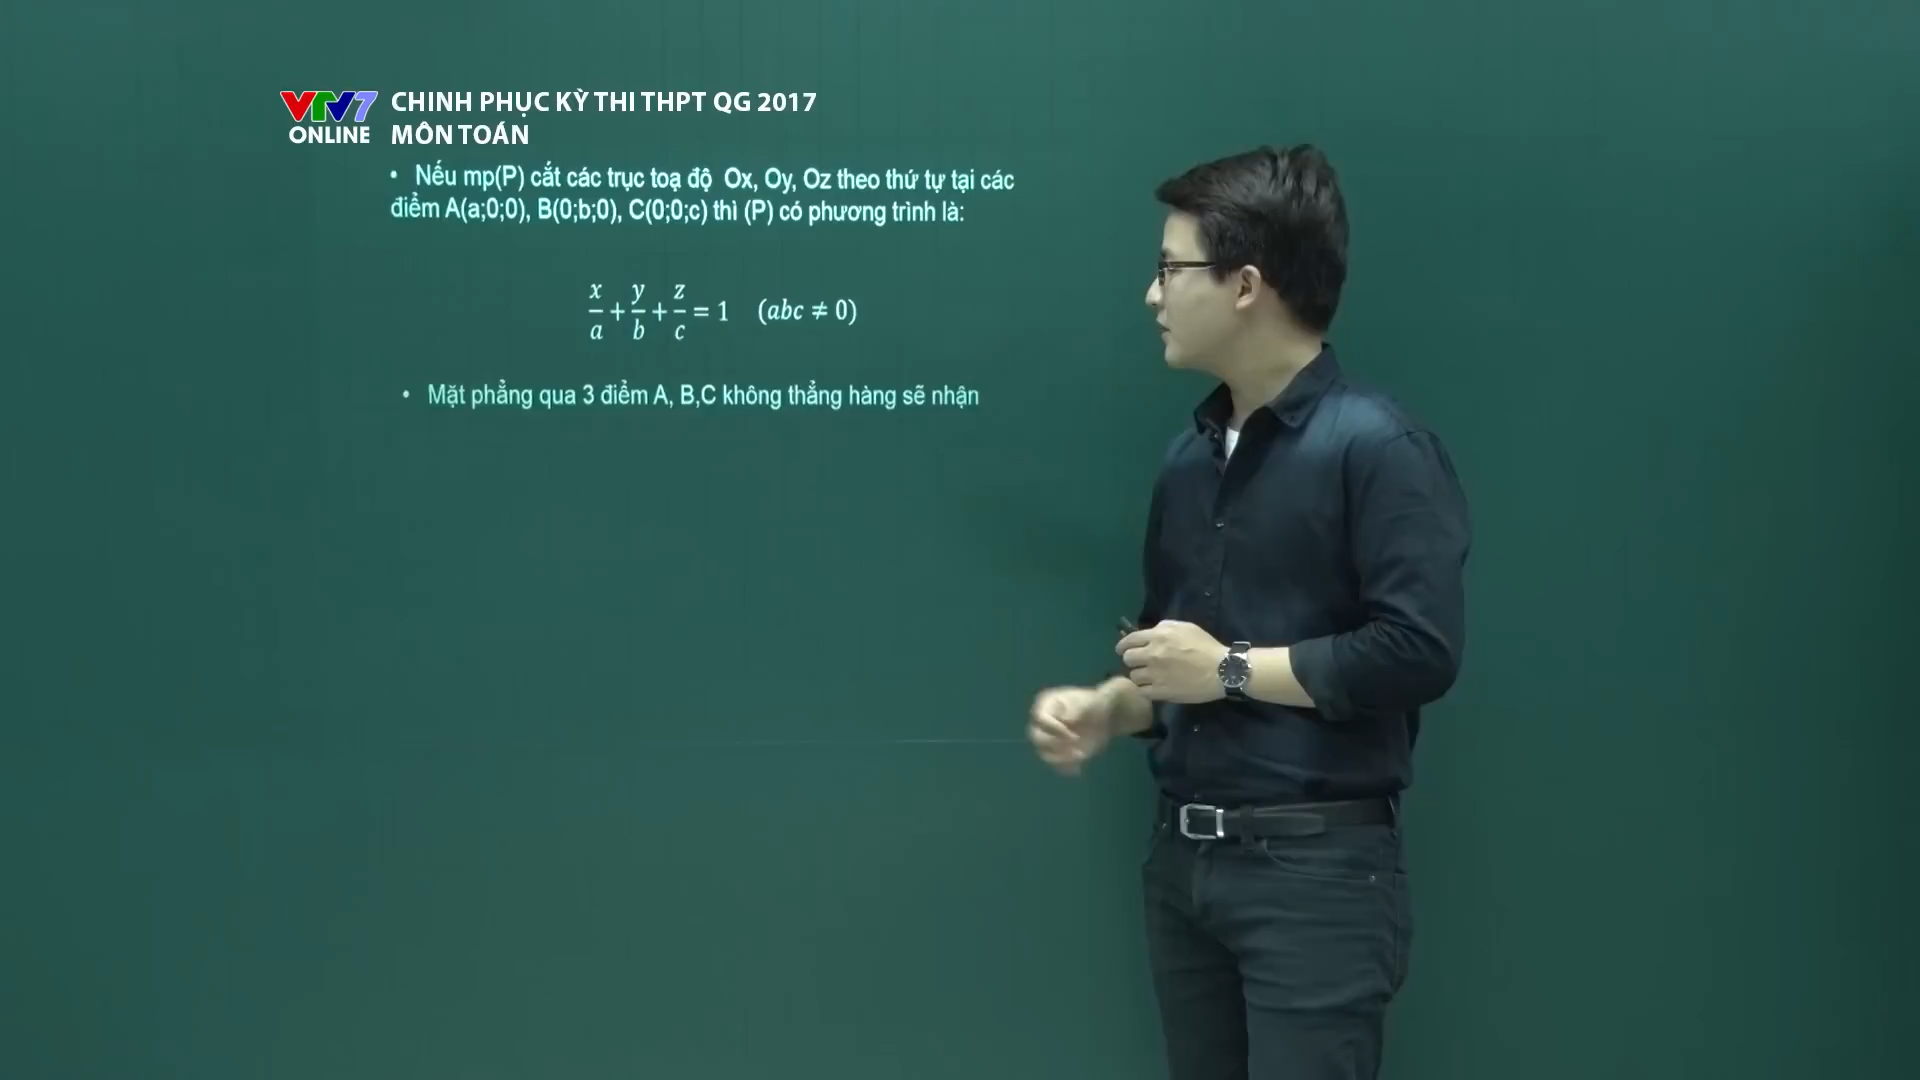 VTV7
ONLINE
CHINH PHỤC KỲ THI THPT QG 2017
MÔN TOÁN
• Nếu mp(P) cắt các trục toạ độ Ox, Oy, Oz theo thứ tự tại các
điểm A(a;0;0), B(0;b;0), C(0;0;c) thì (P) có phương trình là:
x/a + y/b + z/c = 1 (abc ≠ 0)
• Mặt phẳng qua 3 điểm A, B,C không thẳng hàng sẽ nhận